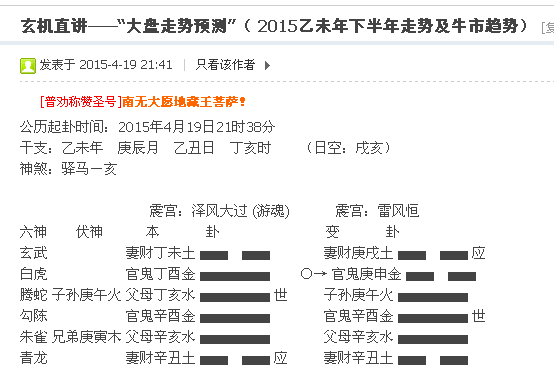 玄机直讲——“大盘走势预测”（ 2015乙未年下半年走势及牛市趋势） [复
发表于 2015-4-19 21:41 只看该作者
[普劝称赞圣号]南无大愿地藏王菩萨！
公历起卦时间：2015年4月19日21时38分
干支：乙未年 庚辰月 乙丑日 丁亥时 （日空：戌亥）
神煞：驿马—亥
震宫：泽风大过 (游魂) 震宫：雷风恒
六神 伏神 本 卦 变 卦
玄武 妻财丁未土 妻财庚戌土 应
白虎 官鬼丁酉金 ○→ 官鬼庚申金
腾蛇 子孙庚午火 父母丁亥水 世 子孙庚午火
勾陈 官鬼辛酉金 官鬼辛酉金 世
朱雀 兄弟庚寅木 父母辛亥水 父母辛亥水
青龙 妻财辛丑土 应 妻财辛丑土